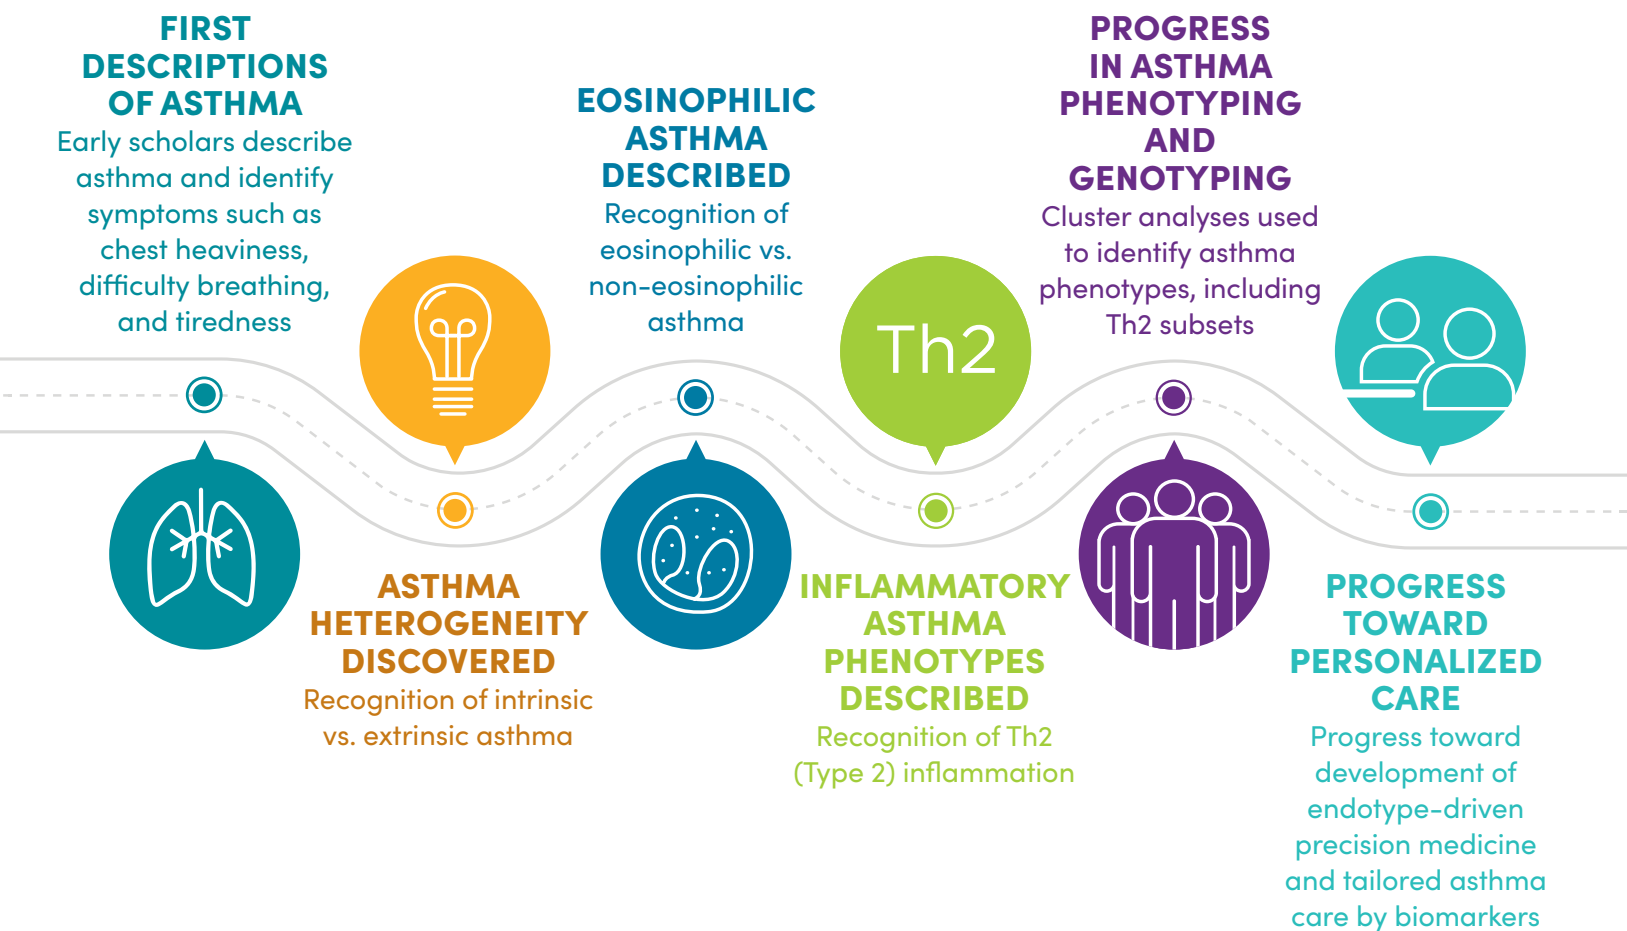 FIRST
DESCRIPTIONS
OF ASTHMA
Early scholars describe
asthma and identify
symptoms such as
chest heaviness,
difficulty breathing,
and tiredness
ASTHMA
HETEROGENEITY
DISCOVERED
Recognition of intrinsic
vs. extrinsic asthma
EOSINOPHILIC
ASTHMA
DESCRIBED
Recognition of
eosinophilic vs.
non-eosinophilic
asthma
Th2
INFLAMMATORY
ASTHMA
PHENOTYPES
DESCRIBED
Recognition of Th2
(Type 2) inflammation
PROGRESS
IN ASTHMA
PHENOTYPING
AND
GENOTYPING
Cluster analyses used
to identify asthma
phenotypes, including
Th2 subsets
PROGRESS
TOWARD
PERSONALIZED
CARE
Progress toward
development of
endotype-driven
precision medicine
and tailored asthma
care by biomarkers